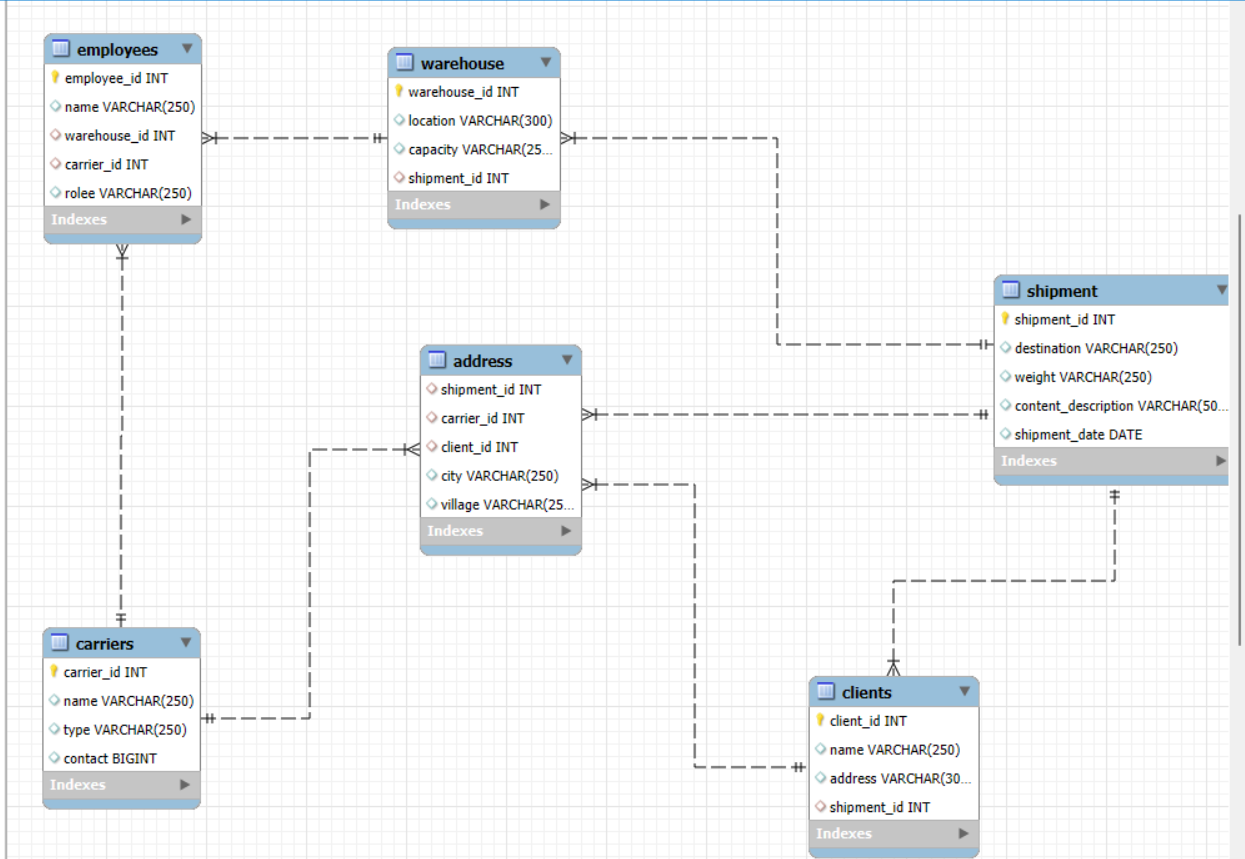 employees
employee_id INT
name VARCHAR(250)
warehouse_id INT
carrier_id INT
rolee VARCHAR(250)
Indexes
warehouse
warehouse_id INT
location VARCHAR(300)
capacity VARCHAR(25...
shipment_id INT
Indexes
shipment
shipment_id INT
destination VARCHAR(250)
weight VARCHAR(250)
content_description VARCHAR(50...
shipment_date DATE
Indexes
address
shipment_id INT
carrier_id INT
client_id INT
city VARCHAR(250)
village VARCHAR(25...
Indexes
carriers
carrier_id INT
name VARCHAR(250)
type VARCHAR(250)
contact BIGINT
Indexes
clients
client_id INT
name VARCHAR(250)
address VARCHAR(30...
shipment_id INT
Indexes